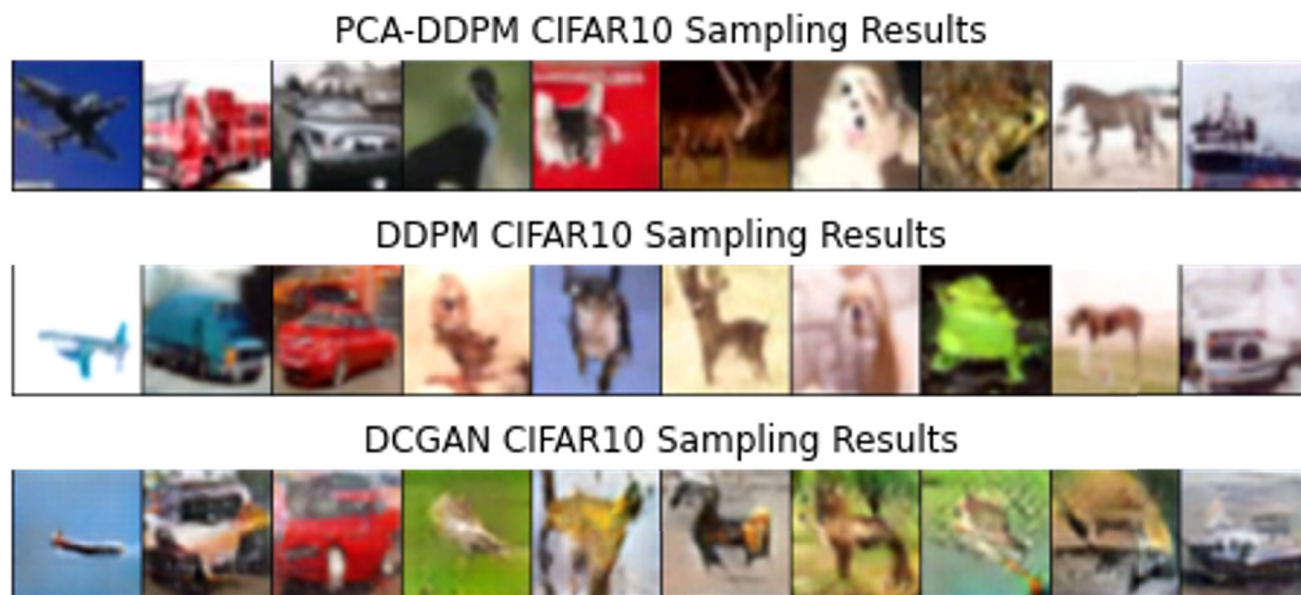 PCA-DDPM CIFAR10 Sampling Results
DDPM CIFAR10 Sampling Results
DCGAN CIFAR10 Sampling Results